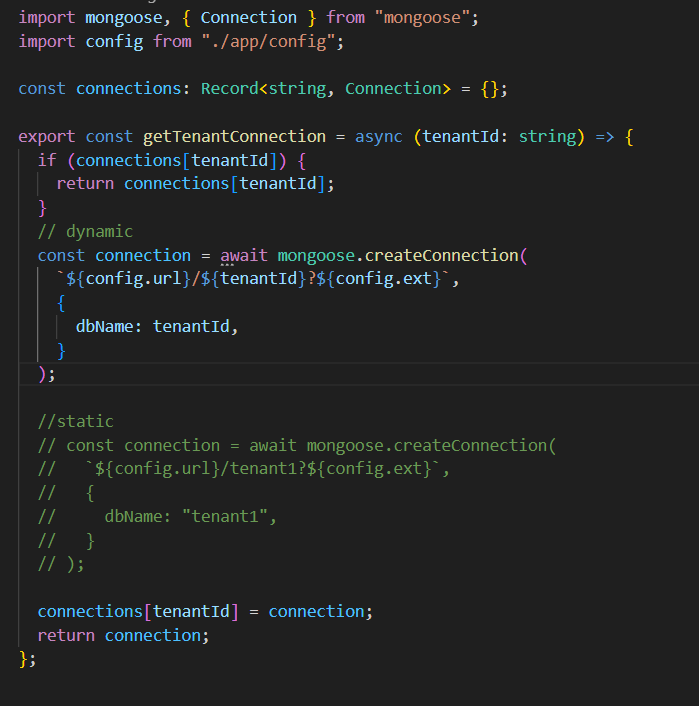 import mongoose, { Connection } from "mongoose";
import config from "./app/config";
const connections: Record<string, Connection> = {};
export const getTenantConnection = async (tenantId: string) => {
  if (connections[tenantId]) {
    return connections[tenantId];
  }
  // dynamic
  const connection = await mongoose.createConnection(
    `${config.url}/${tenantId}?${config.ext}`,
    {
      dbName: tenantId,
    }
  );
  //static
  // const connection = await mongoose.createConnection(
  //   `${config.url}/tenant1?${config.ext}`,
  //   {
  //     dbName: "tenant1",
  //   }
  // );
  connections[tenantId] = connection;
  return connection;
};